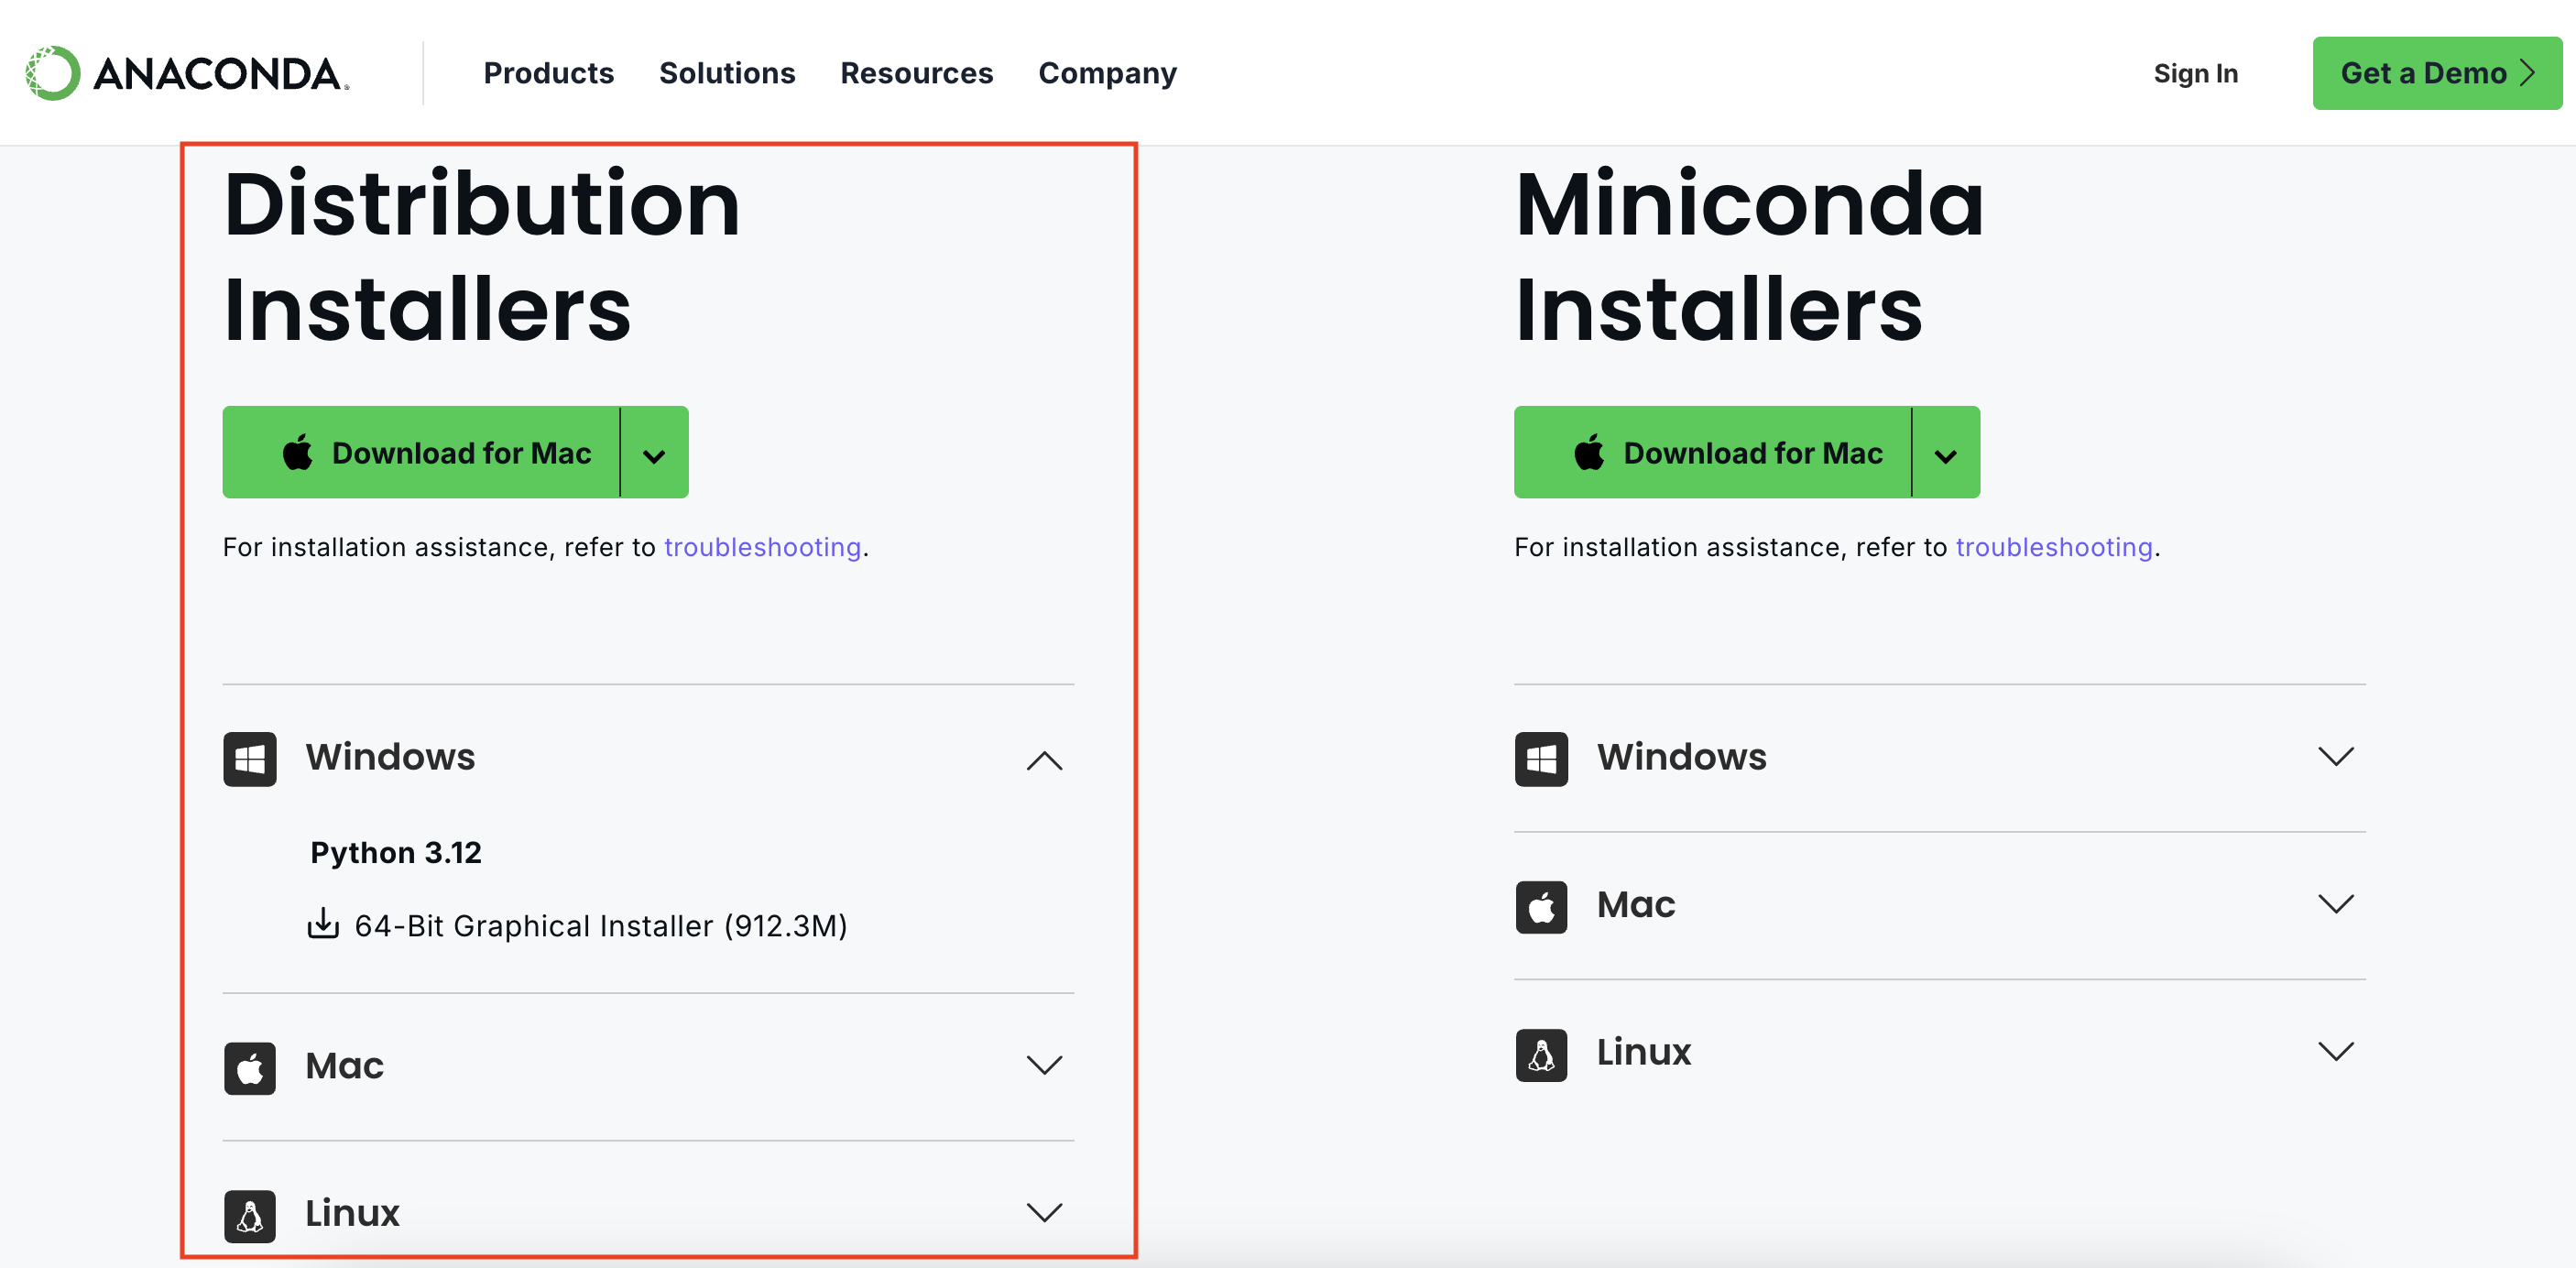 ANACONDA.
Products Solutions Resources Company
Sign In
Get a Demo
Distribution
Installers
Download for Mac
For installation assistance, refer to troubleshooting.
Windows
Python 3.12
64-Bit Graphical Installer (912.3M)
Mac
Linux
Miniconda
Installers
Download for Mac
For installation assistance, refer to troubleshooting.
Windows
Mac
Linux